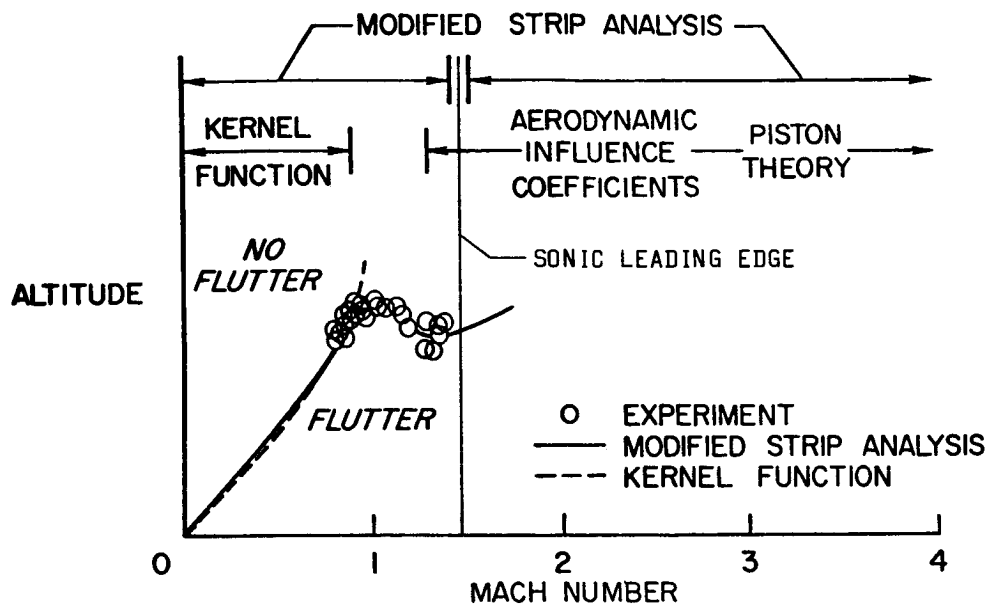 MODIFIED STRIP ANALYSIS
KERNEL
FUNCTION
AERODYNAMIC
INFLUENCE
COEFFICIENTS
PISTON
THEORY
NO
FLUTTER
SONIC LEADING EDGE
ALTITUDE
FLUTTER
EXPERIMENT
MODIFIED STRIP ANALYSIS
KERNEL FUNCTION
0 1 2 3 4
MACH NUMBER